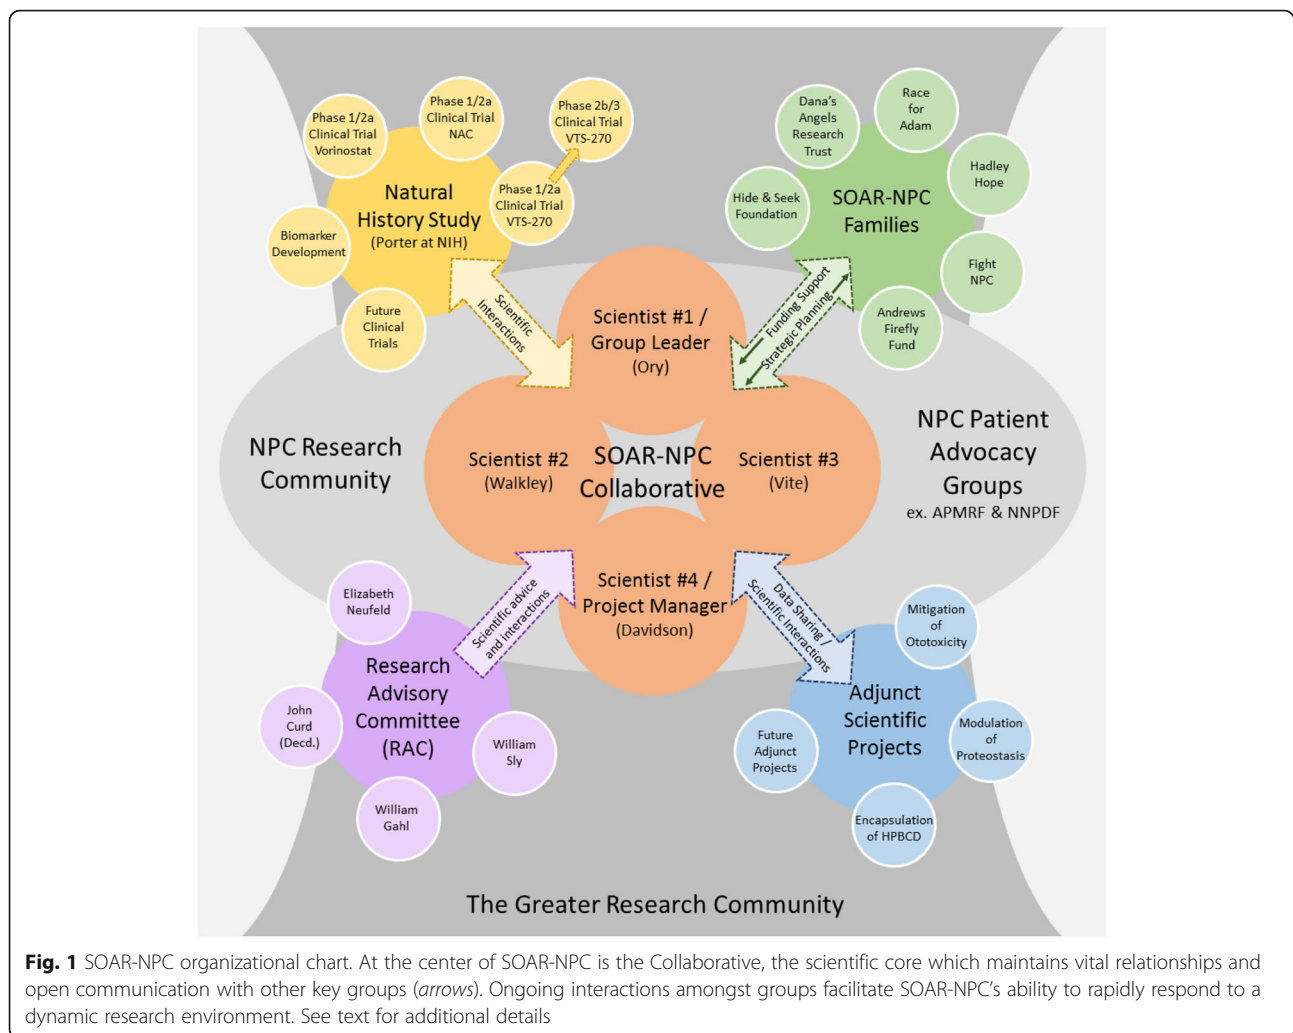 Phase 1/2a
Clinical Trial
Vorinostat
Phase 1/2a
Clinical Trial
NAC
Phase 2b/3
Clinical Trial
VTS-270
Phase 1/2a
Clinical Trial
VTS-270
Natural
History Study
(Porter at NIH)
Biomarker
Development
Future
Clinical
Trials
Scientific
Interactions
Dana's
Angels
Research
Trust
Race
for
Adam
Hadley
Hope
Hide & Seek
Foundation
SOAR-NPC
Families
Fight
NPC
Andrews
Firefly
Fund
Funding Support
Strategic Planning
Scientist #1 /
Group Leader
(Ory)
NPC Research
Community
Scientist #2
(Walkley)
SOAR-NPC
Collaborative
Scientist #3
(Vite)
NPC Patient
Advocacy
Groups
ex. APMRF & NNPDF
Scientist #4 /
Project Manager
(Davidson)
Elizabeth
Neufeld
Scientific advice
and interactions
Research
Advisory
Committee
(RAC)
John
Curd
(Decd.)
William
Sly
William
Gahl
Data Sharing /
Scientific Interactions
Mitigation
of
Ototoxicity
Adjunct
Scientific
Projects
Modulation
of
Proteostasis
Future
Adjunct
Projects
Encapsulation
of HPBCD
The Greater Research Community
Fig. 1 SOAR-NPC organizational chart. At the center of SOAR-NPC is the Collaborative, the scientific core which maintains vital relationships and
open communication with other key groups (arrows). Ongoing interactions amongst groups facilitate SOAR-NPC's ability to rapidly respond to a
dynamic research environment. See text for additional details